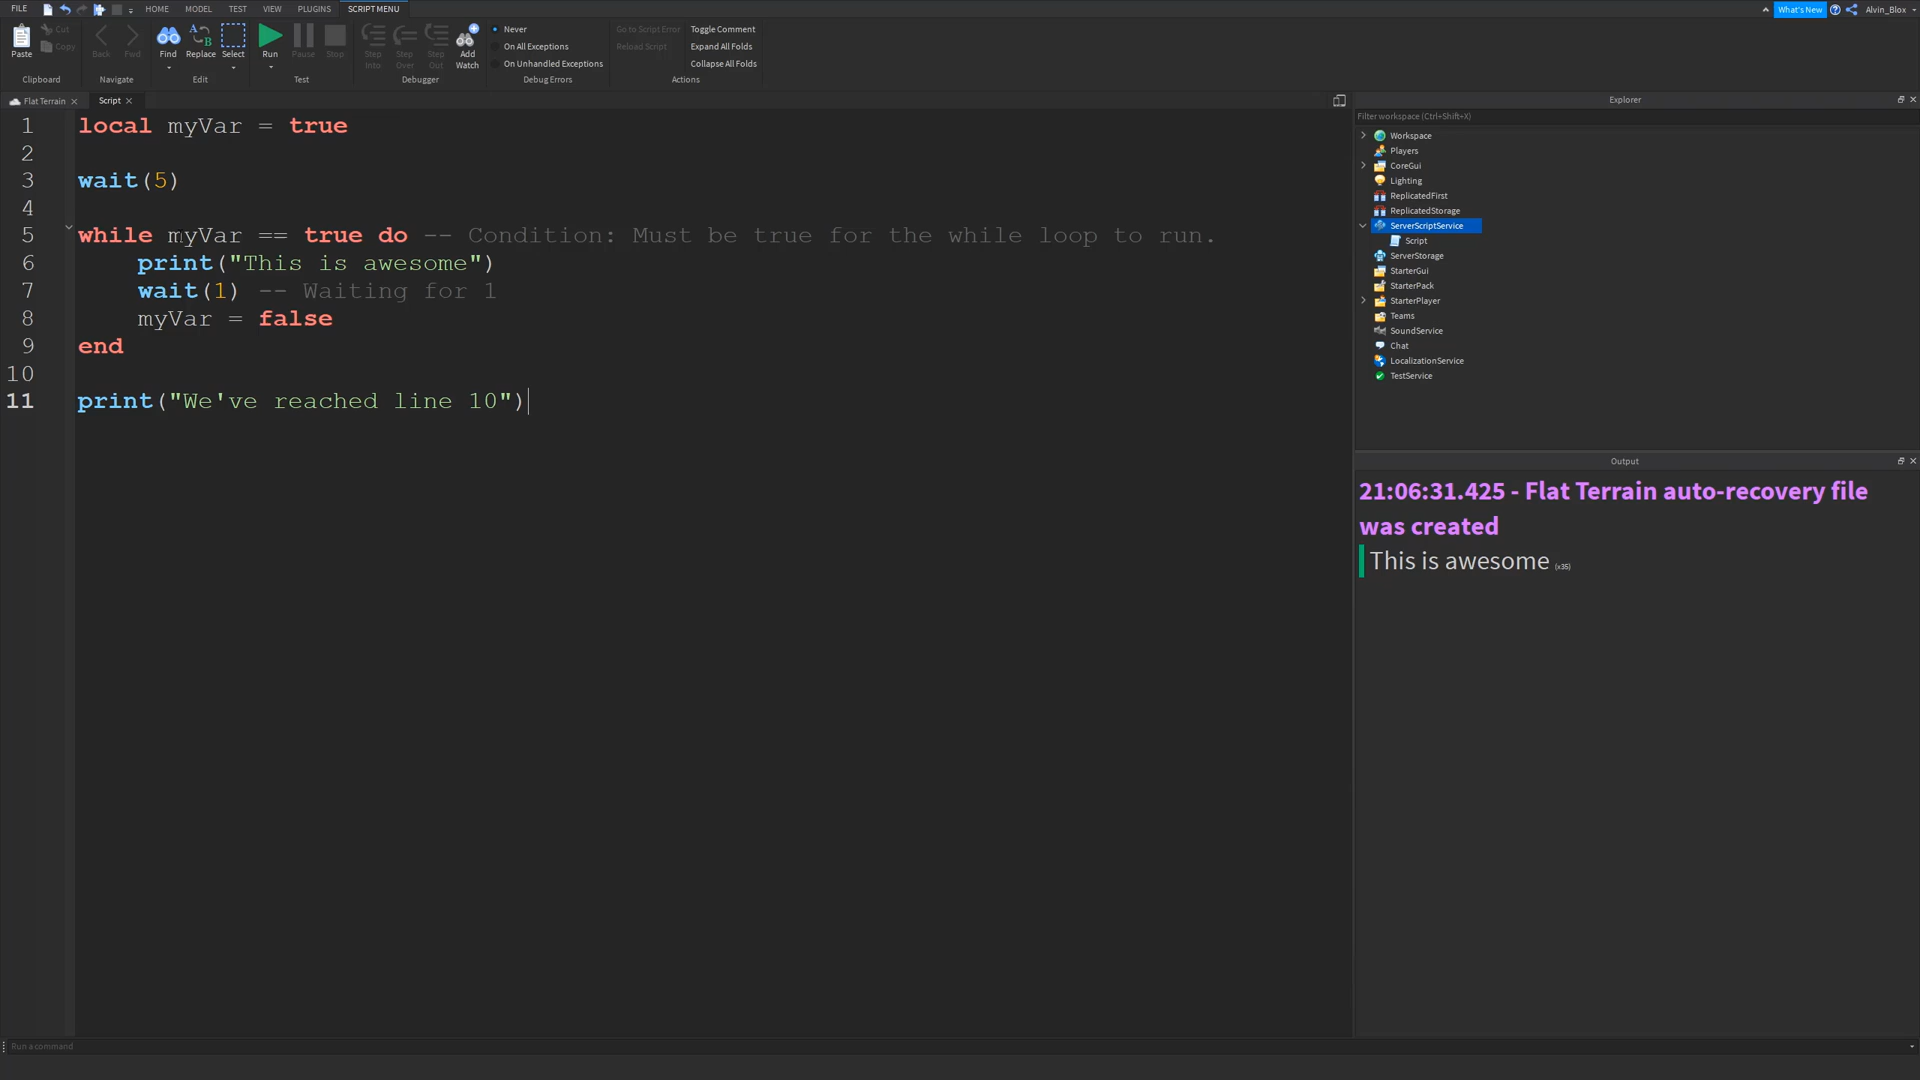 FILE HOME MODEL TEST VIEW PLUGINS SCRIPT MENU What's New Alvin_Blox
Paste Cut Copy Clipboard
Back Fwd Navigate
Find Replace Select Edit
Run Pause Stop Test
Step Into Step Over Step Out Add Watch Debugger
Never
On All Exceptions
On Unhandled Exceptions
Debug Errors
Go to Script Error Toggle Comment
Reload Script Expand All Folds
Collapse All Folds
Actions
Flat Terrain Script
1 local myVar = true
2
3 wait(5)
4
5 while myVar == true do -- Condition: Must be true for the while loop to run.
6 print("This is awesome")
7 wait(1) -- Waiting for 1
8 myVar = false
9 end
10
11 print("We've reached line 10")
Explorer
Filter workspace (Ctrl+Shift+X)
Workspace
Players
CoreGui
Lighting
ReplicatedFirst
ReplicatedStorage
ServerScriptService
Script
ServerStorage
StarterGui
StarterPack
StarterPlayer
Teams
SoundService
Chat
LocalizationService
TestService
Output
21:06:31.425 - Flat Terrain auto-recovery file
was created
This is awesome (x35)
Run a command